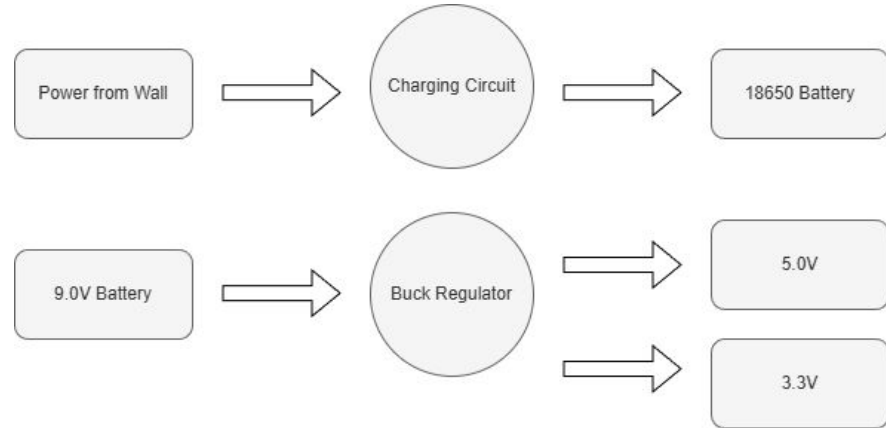 Power from Wall
Charging Circuit
18650 Battery
9.0V Battery
Buck Regulator
5.0V
3.3V